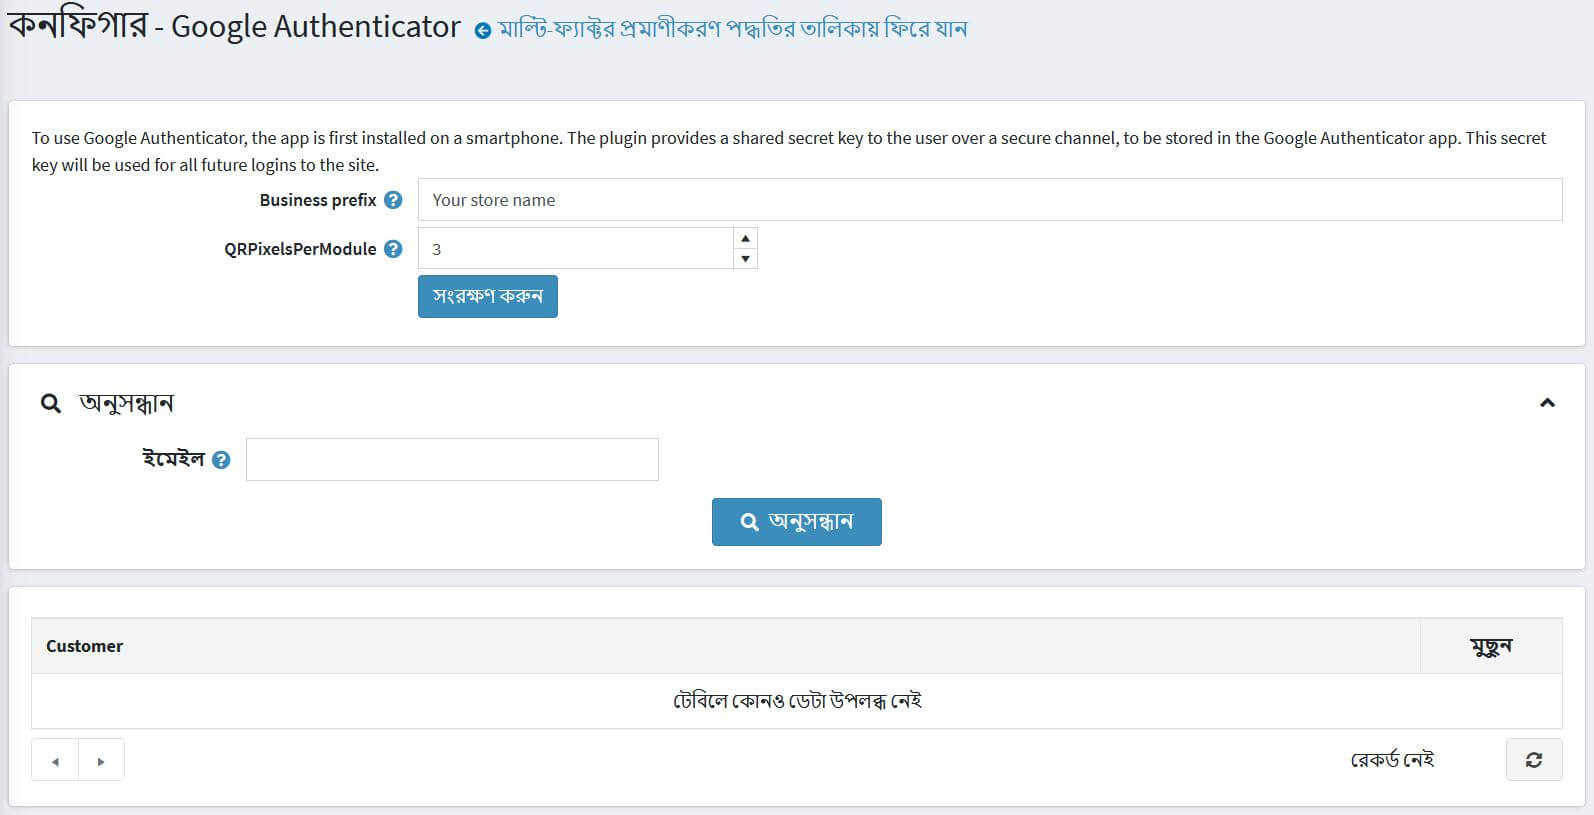 কনফিগার - Google Authenticator মাল্টি-ফ্যাক্টর প্রমাণীকরণ পদ্ধতির তালিকায় ফিরে যান
To use Google Authenticator, the app is first installed on a smartphone. The plugin provides a shared secret key to the user over a secure channel, to be stored in the Google Authenticator app. This secret
key will be used for all future logins to the site.
Business prefix ? Your store name
QRPixelsPerModule ? 3
সংরক্ষণ করুন
অনুসন্ধান
ইমেইল ?
অনুসন্ধান
Customer মুছুন
টেবিলে কোনও ডেটা উপলব্ধ নেই
রেকর্ড নেই